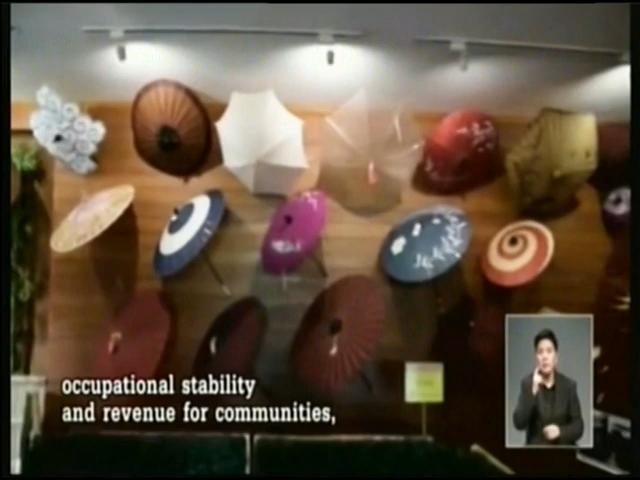 occupational stability
and revenue for communities,